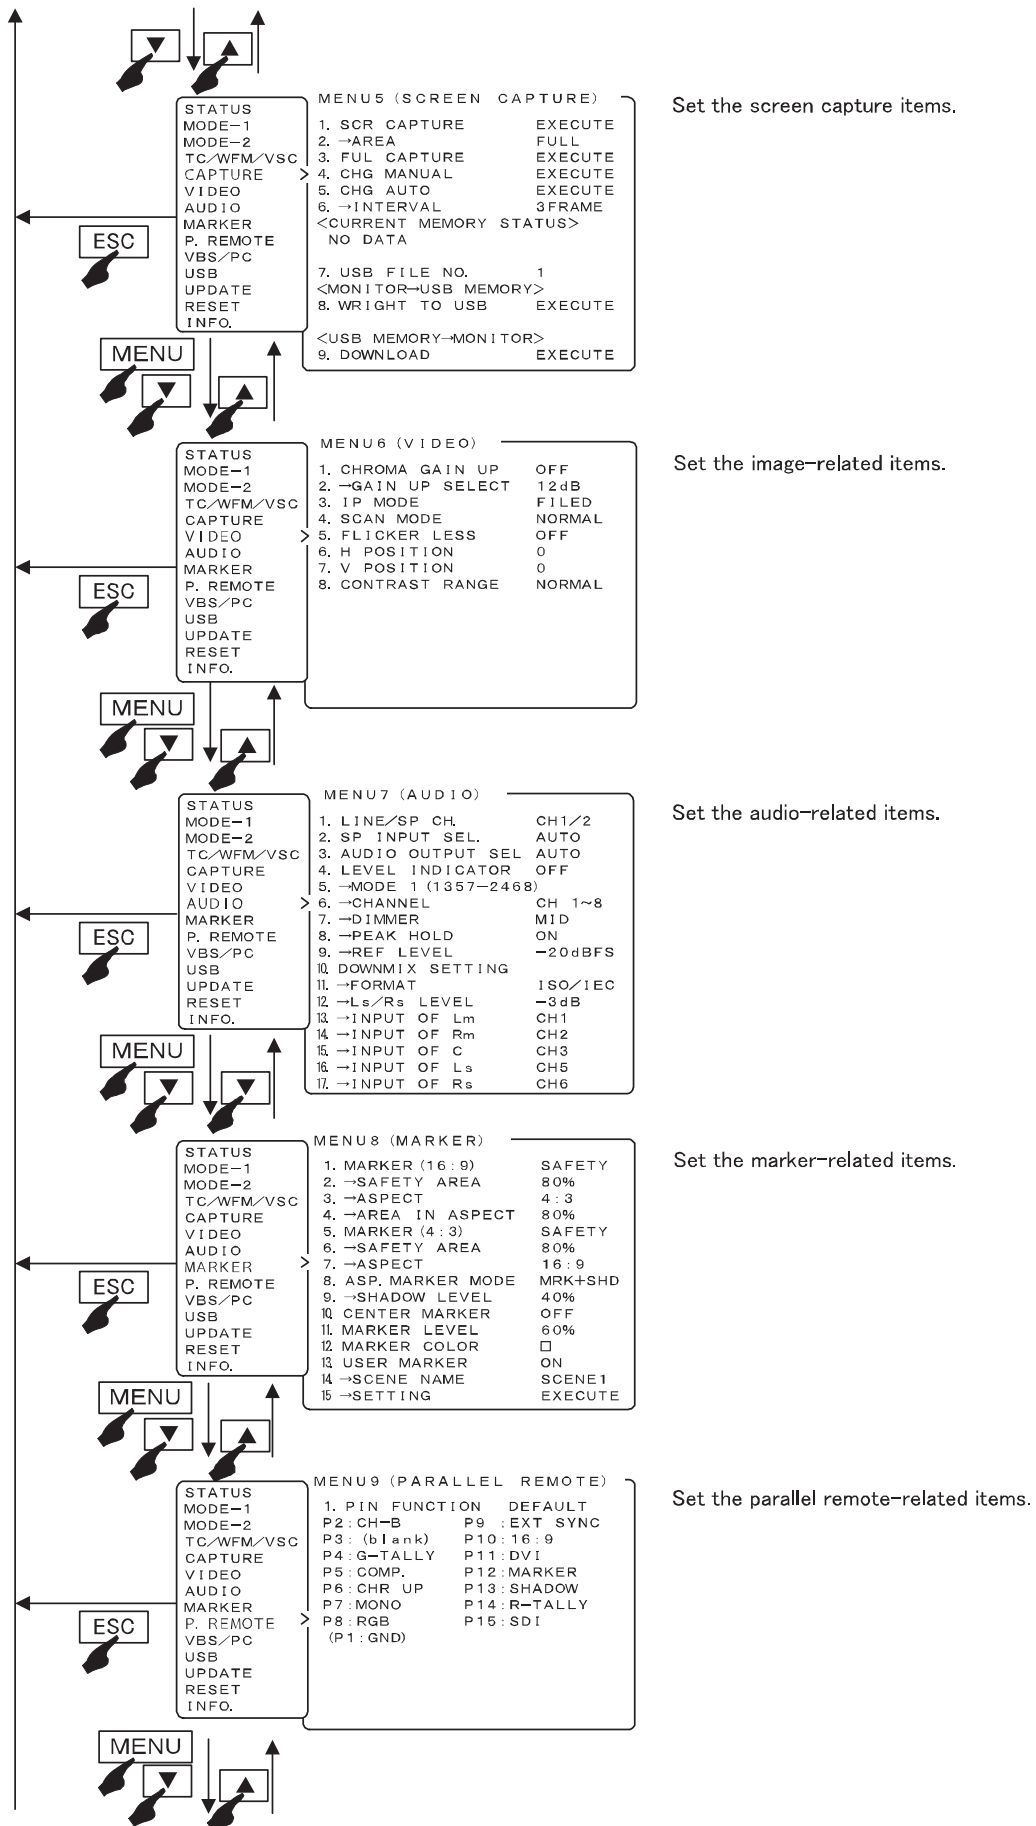 ▼ ▲
STATUS
MODE-1
MODE-2
TC/WFM/VSC
CAPTURE >
VIDEO
AUDIO
MARKER
P. REMOTE
VBS/PC
USB
UPDATE
RESET
INFO.
MENU5 (SCREEN CAPTURE)
1. SCR CAPTURE EXECUTE
2. →AREA FULL
3. FUL CAPTURE EXECUTE
4. CHG MANUAL EXECUTE
5. CHG AUTO EXECUTE
6. →INTERVAL 3FRAME
<CURRENT MEMORY STATUS>
NO DATA
7. USB FILE NO. 1
<MONITOR→USB MEMORY>
8. WRIGHT TO USB EXECUTE
<USB MEMORY→MONITOR>
9. DOWNLOAD EXECUTE
Set the screen capture items.
ESC
MENU
▼ ▲
STATUS
MODE-1
MODE-2
TC/WFM/VSC
CAPTURE
VIDEO >
AUDIO
MARKER
P. REMOTE
VBS/PC
USB
UPDATE
RESET
INFO.
MENU6 (VIDEO)
1. CHROMA GAIN UP OFF
2. →GAIN UP SELECT 12dB
3. IP MODE FILED
4. SCAN MODE NORMAL
5. FLICKER LESS OFF
6. H POSITION 0
7. V POSITION 0
8. CONTRAST RANGE NORMAL
Set the image-related items.
ESC
MENU
▼ ▲
STATUS
MODE-1
MODE-2
TC/WFM/VSC
CAPTURE
VIDEO
AUDIO >
MARKER
P. REMOTE
VBS/PC
USB
UPDATE
RESET
INFO.
MENU7 (AUDIO)
1. LINE/SP CH. CH1/2
2. SP INPUT SEL. AUTO
3. AUDIO OUTPUT SEL AUTO
4. LEVEL INDICATOR OFF
5. →MODE 1 (1357-2468)
6. →CHANNEL CH 1~8
7. →DIMMER MID
8. →PEAK HOLD ON
9. →REF LEVEL -20dBFS
10. DOWNMIX SETTING
11. →FORMAT ISO/IEC
12. →Ls/Rs LEVEL -3dB
13. →INPUT OF Lm CH1
14. →INPUT OF Rm CH2
15. →INPUT OF C CH3
16. →INPUT OF Ls CH5
17. →INPUT OF Rs CH6
Set the audio-related items.
ESC
MENU
▼ ▼
STATUS
MODE-1
MODE-2
TC/WFM/VSC
CAPTURE
VIDEO
AUDIO
MARKER >
P. REMOTE
VBS/PC
USB
UPDATE
RESET
INFO.
MENU8 (MARKER)
1. MARKER (16:9) SAFETY
2. →SAFETY AREA 80%
3. →ASPECT 4:3
4. →AREA IN ASPECT 80%
5. MARKER (4:3) SAFETY
6. →SAFETY AREA 80%
7. →ASPECT 16:9
8. ASP. MARKER MODE MRK+SHD
9. →SHADOW LEVEL 40%
10. CENTER MARKER OFF
11. MARKER LEVEL 60%
12. MARKER COLOR □
13. USER MARKER ON
14. →SCENE NAME SCENE1
15 →SETTING EXECUTE
Set the marker-related items.
ESC
MENU
▼ ▲
STATUS
MODE-1
MODE-2
TC/WFM/VSC
CAPTURE
VIDEO
AUDIO
MARKER
P. REMOTE >
VBS/PC
USB
UPDATE
RESET
INFO.
MENU9 (PARALLEL REMOTE)
1. PIN FUNCTION DEFAULT
P2:CH-B P9 :EXT SYNC
P3: (blank) P10:16:9
P4:G-TALLY P11:DVI
P5:COMP. P12:MARKER
P6:CHR UP P13:SHADOW
P7:MONO P14:R-TALLY
P8:RGB P15:SDI
(P1:GND)
Set the parallel remote-related items.
ESC
MENU
▼ ▲